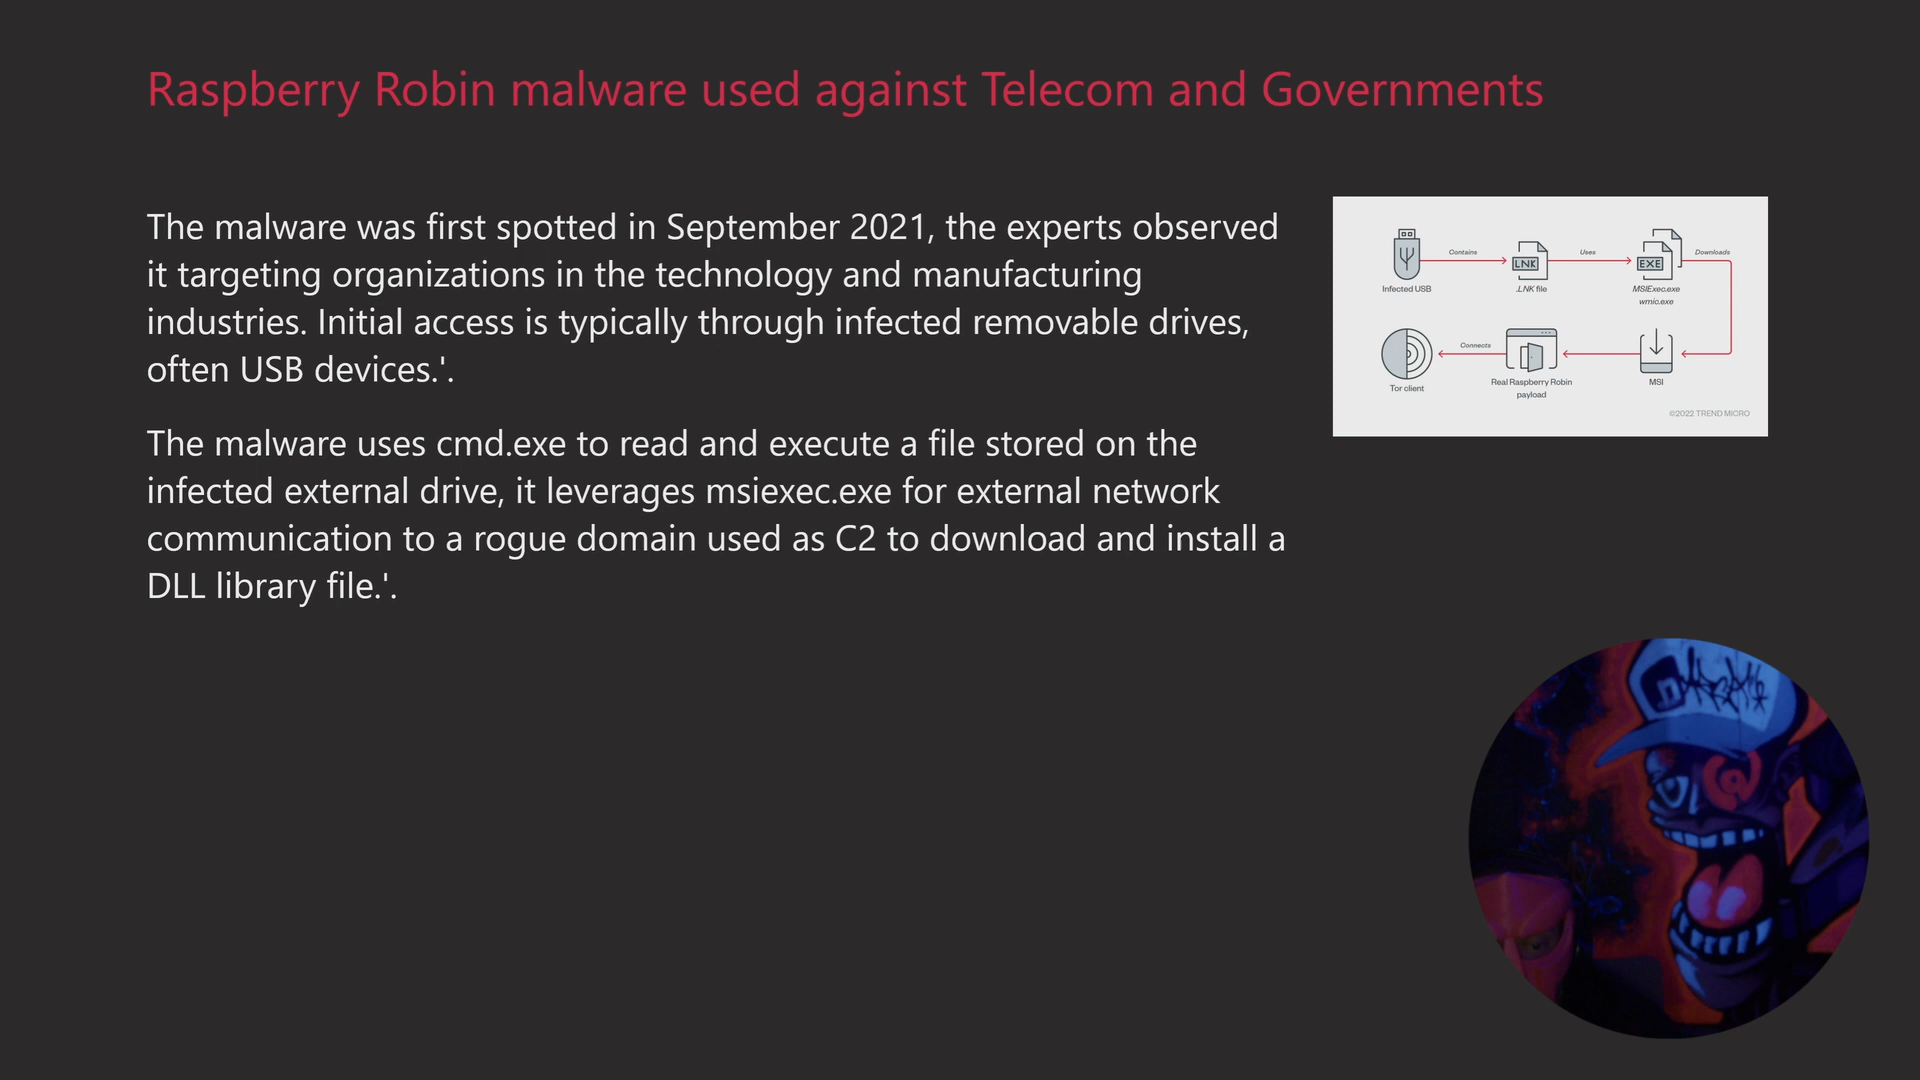 Raspberry Robin malware used against Telecom and Governments
The malware was first spotted in September 2021, the experts observed
it targeting organizations in the technology and manufacturing
industries. Initial access is typically through infected removable drives,
often USB devices.'.
The malware uses cmd.exe to read and execute a file stored on the
infected external drive, it leverages msiexec.exe for external network
communication to a rogue domain used as C2 to download and install a
DLL library file.'.
Contains
Uses
Downloads
LNK
EXE
Infected USB
.LNK file
MSIExec.exe
wmic.exe
Connects
Tor client
Real Raspberry Robin
payload
MSI
©2022 TREND MICRO